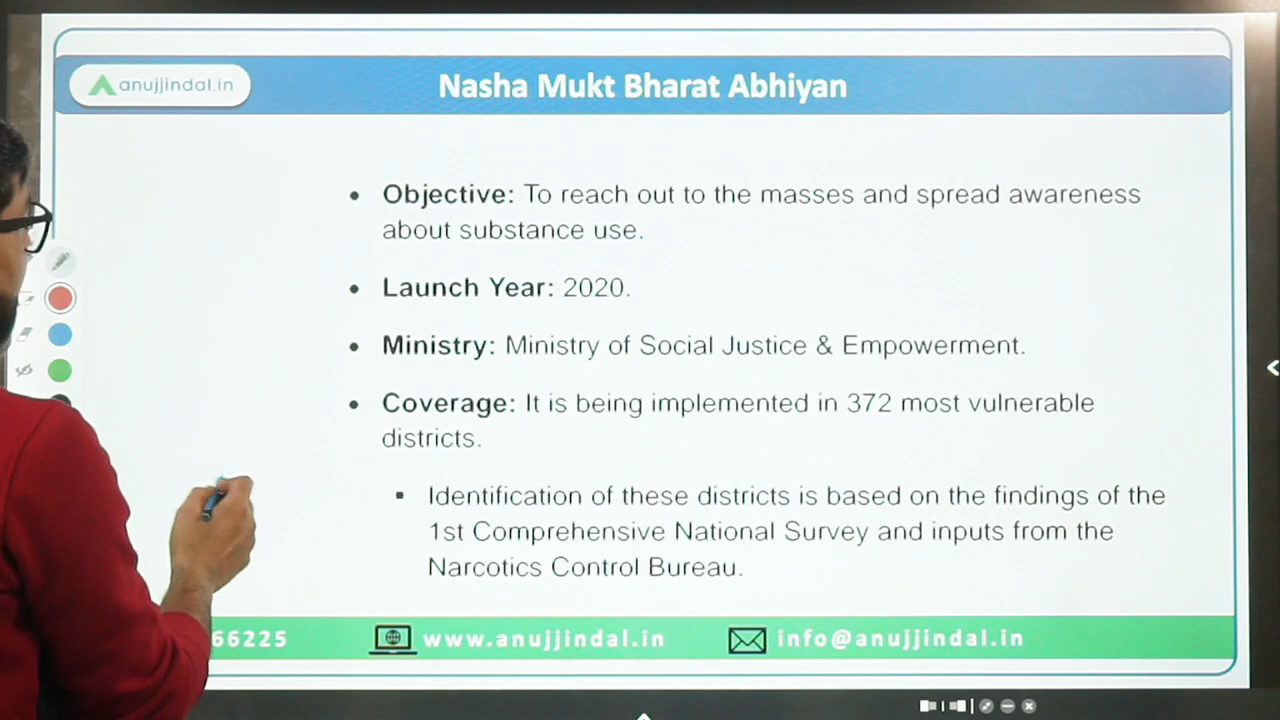 anujjindal.in
Nasha Mukt Bharat Abhiyan
• Objective: To reach out to the masses and spread awareness
about substance use.
• Launch Year: 2020.
• Ministry: Ministry of Social Justice & Empowerment.
• Coverage: It is being implemented in 372 most vulnerable
districts.
▪ Identification of these districts is based on the findings of the
1st Comprehensive National Survey and inputs from the
Narcotics Control Bureau.
66225 www.anujjindal.in info@anujjindal.in